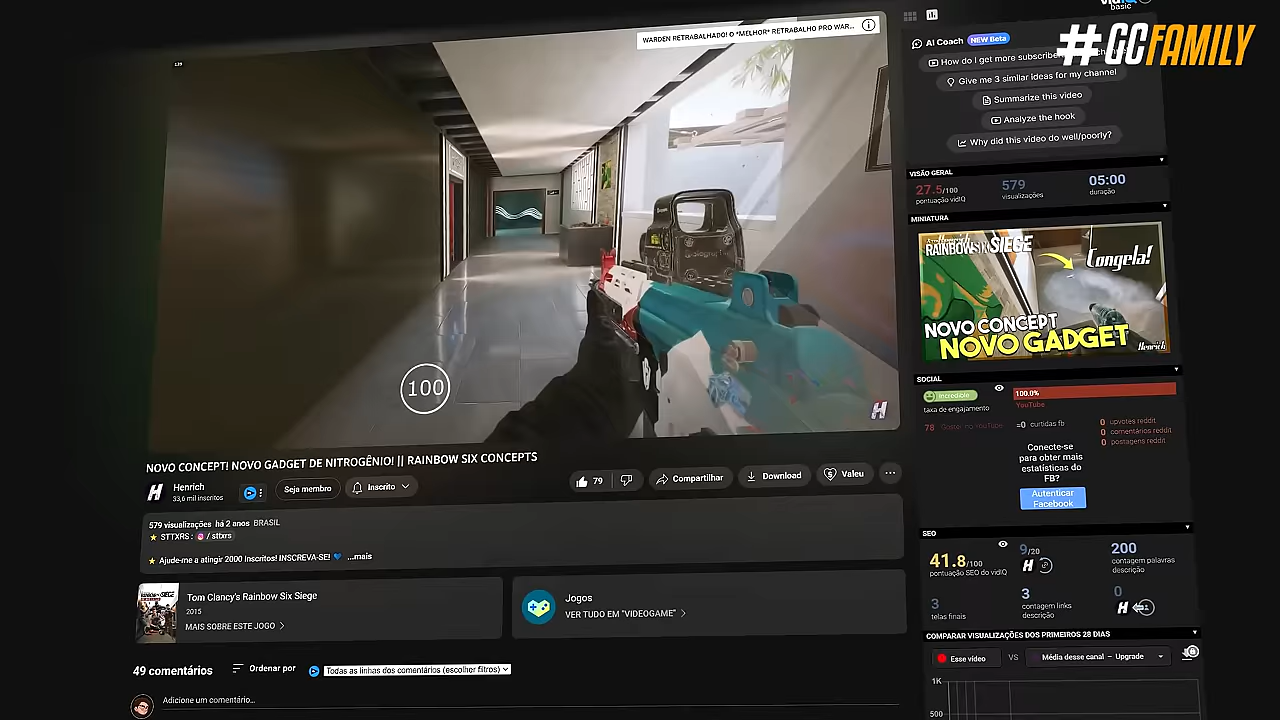 WARDEN RETRABALHADO! O *MELHOR* RETRABALHO PRO WAR...
#GCFAMILY
basic
AI Coach NEW Beta
How do I get more subscribe
Give me 3 similar ideas for my channel
Summarize this video
Analyze the hook
Why did this video do well/poorly?
VISÃO GERAL
27.5/100
pontuação vidIQ
579
visualizações
05:00
duração
MINIATURA
RAINBOW SIX SIEGE
Congela!
NOVO CONCEPT
NOVO GADGET
Henrich
100
SOCIAL
Incredible
taxa de engajamento
100.0%
YouTube
78 Gostei no YouTube
=0 curtidas fb
0 upvotes reddit
0 comentários reddit
0 postagens reddit
Conecte-se
para obter mais
estatísticas do
FB?
Autenticar
Facebook
NOVO CONCEPT! NOVO GADGET DE NITROGÊNIO! || RAINBOW SIX CONCEPTS
Henrich
33,6 mil inscritos
Seja membro
Inscrito
79
Compartilhar
Download
Valeu
579 visualizações há 2 anos BRASIL
STTXRS: / sttxrs
Ajude-me a atingir 2000 Inscritos! INSCREVA-SE! 💙 ...mais
SEO
41.8/100
pontuação SEO do vidIQ
9/20
200
contagem palavras
descrição
3
telas finais
3
contagem links
descrição
0
Tom Clancy's Rainbow Six Siege
2015
MAIS SOBRE ESTE JOGO
Jogos
VER TUDO EM "VIDEOGAME"
COMPARAR VISUALIZAÇÕES DOS PRIMEIROS 28 DIAS
Esse vídeo
VS
Média desse canal – Upgrade
1K
500
49 comentários
Ordenar por
Todas as linhas dos comentários (escolher filtros)
Adicione um comentário...